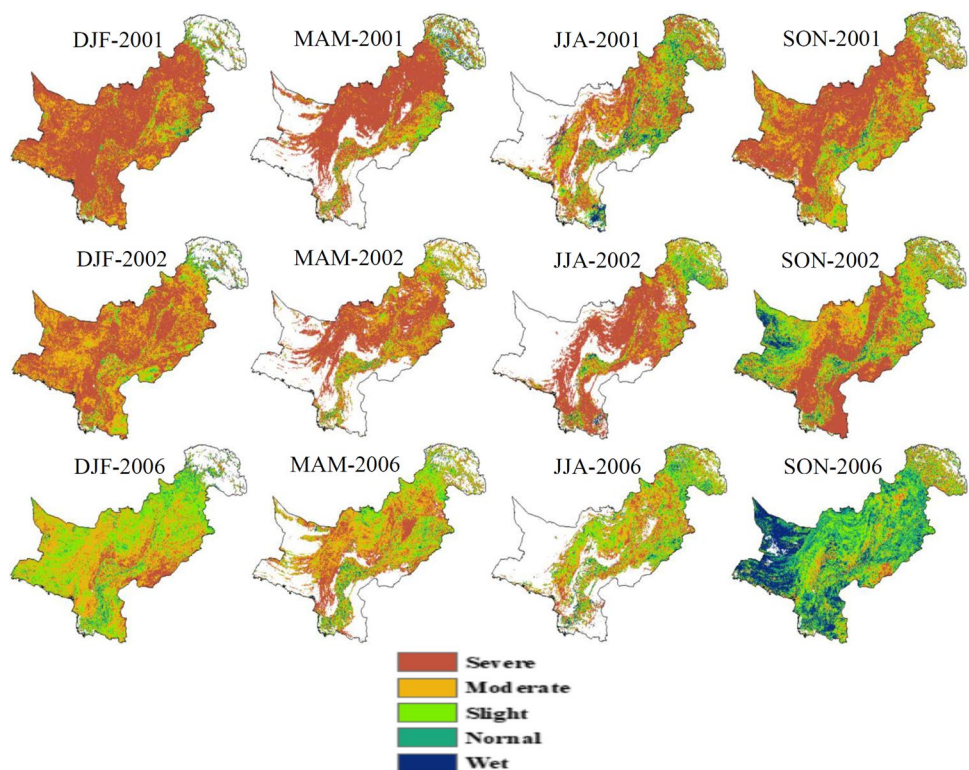 DJF-2001 MAM-2001 JJA-2001 SON-2001
DJF-2002 MAM-2002 JJA-2002 SON-2002
DJF-2006 MAM-2006 JJA-2006 SON-2006
Severe
Moderate
Slight
Nornal
Wet